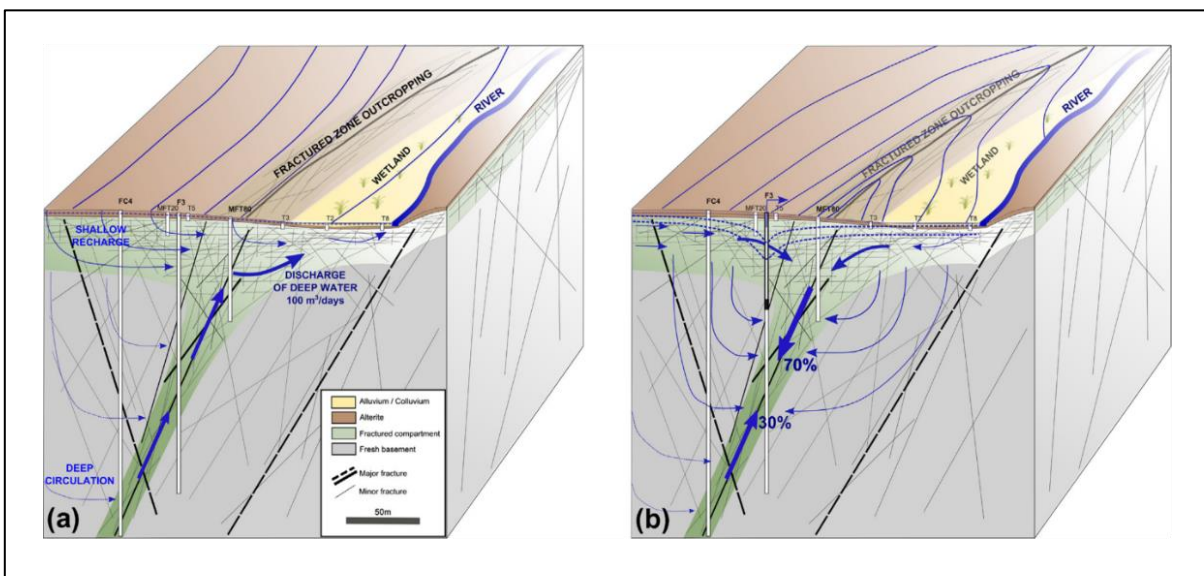 FRACTURED ZONE OUTCROPPING
WETLAND
RIVER
FC4
MFT20
F3
T5
MFT80
T3
T2
T8
SHALLOW
RECHARGE
DISCHARGE
OF DEEP WATER
100 m³/days
DEEP
CIRCULATION
(a)
Alluvium / Colluvium
Alterite
Fractured compartment
Fresh basement
Major fracture
Minor fracture
50m
FRACTURED ZONE OUTCROPPING
WETLAND
RIVER
FC4
F3
MFT20
T5
MFT80
T3
T2
T8
70%
30%
(b)